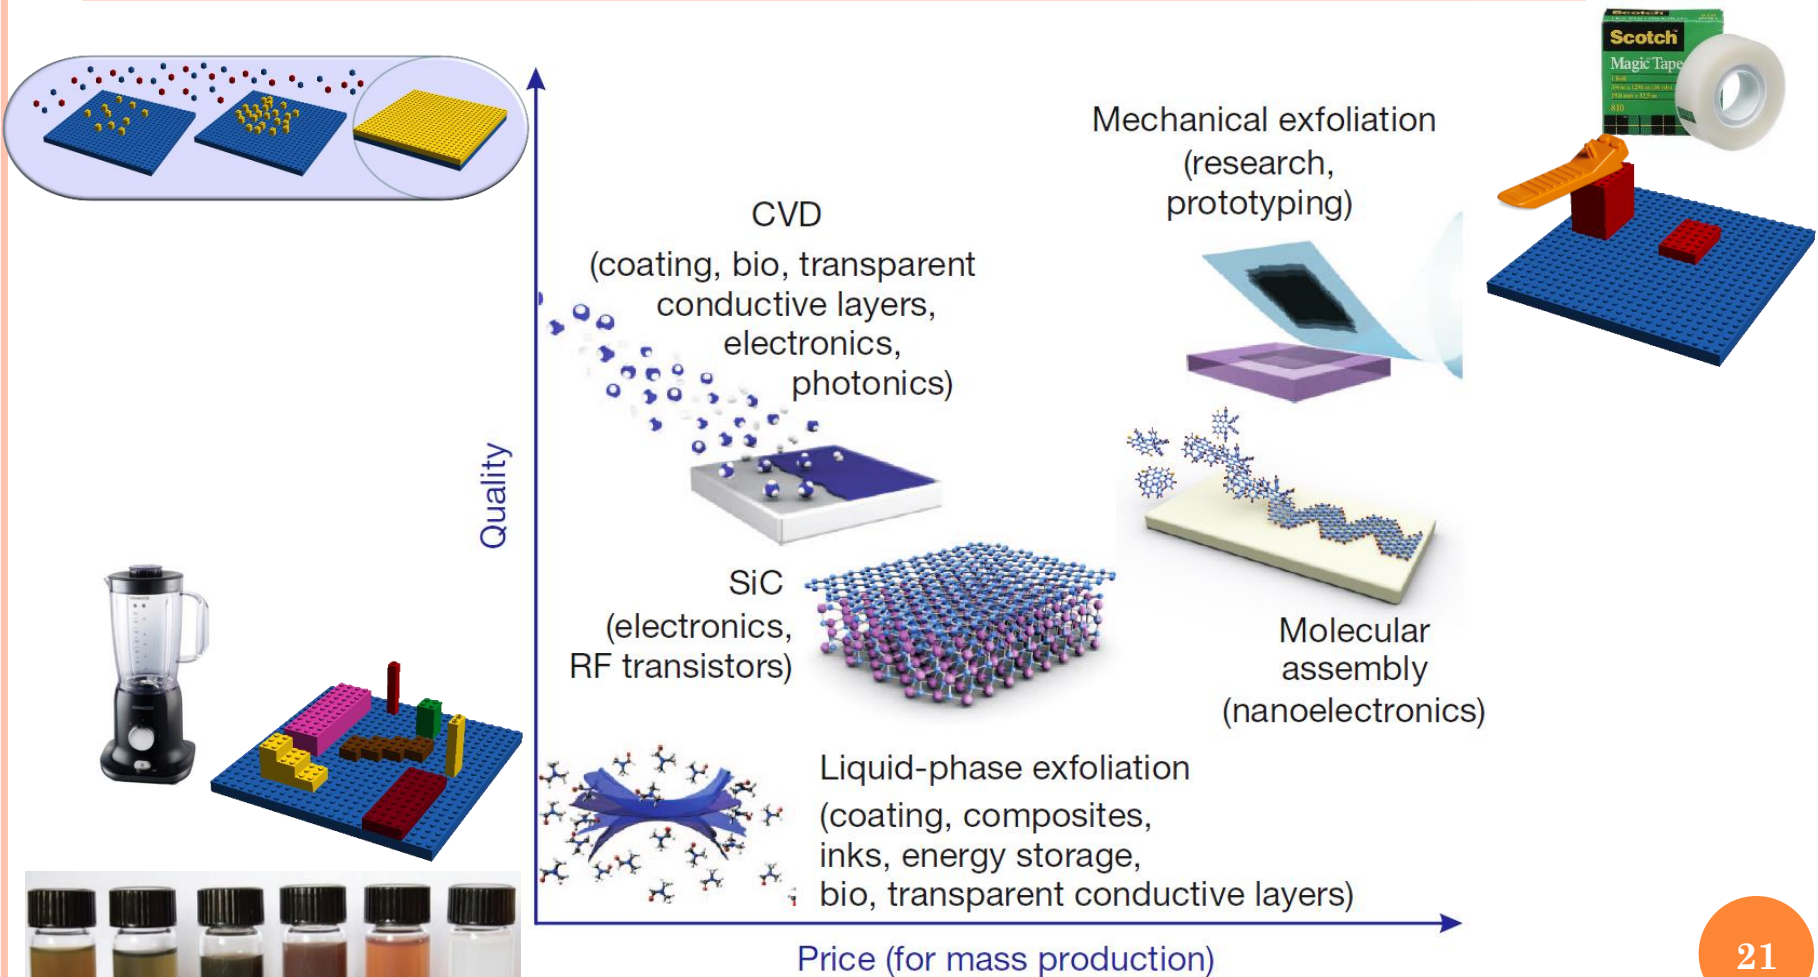 Scotch
Scotch
Magic Tape
810
Mechanical exfoliation
(research,
prototyping)
CVD
(coating, bio, transparent
conductive layers,
electronics,
photonics)
Quality
SiC
(electronics,
RF transistors)
Molecular
assembly
(nanoelectronics)
Liquid-phase exfoliation
(coating, composites,
inks, energy storage,
bio, transparent conductive layers)
Price (for mass production)
21